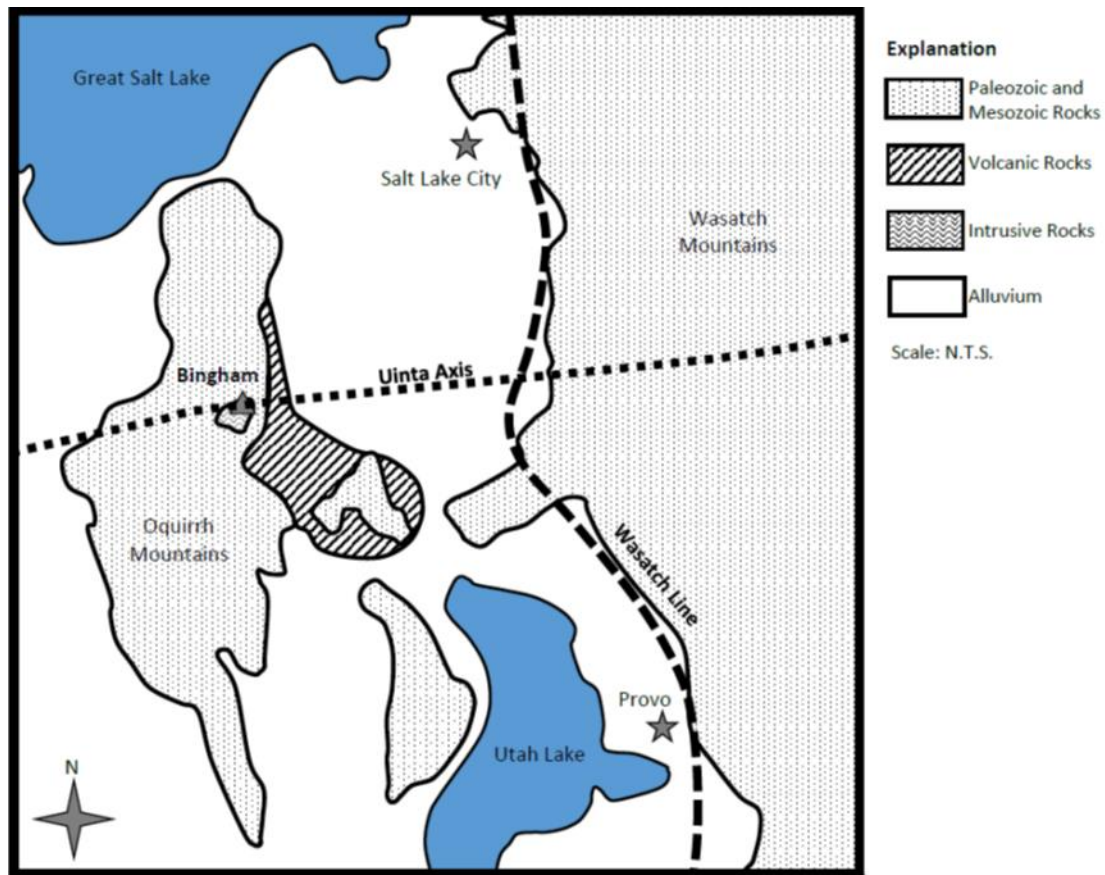 Great Salt Lake
Salt Lake City
Wasatch
Mountains
Bingham
Uinta Axis
Oquirrh
Mountains
Wasatch Line
Provo
Utah Lake
N
Explanation
Paleozoic and
Mesozoic Rocks
Volcanic Rocks
Intrusive Rocks
Alluvium
Scale: N.T.S.